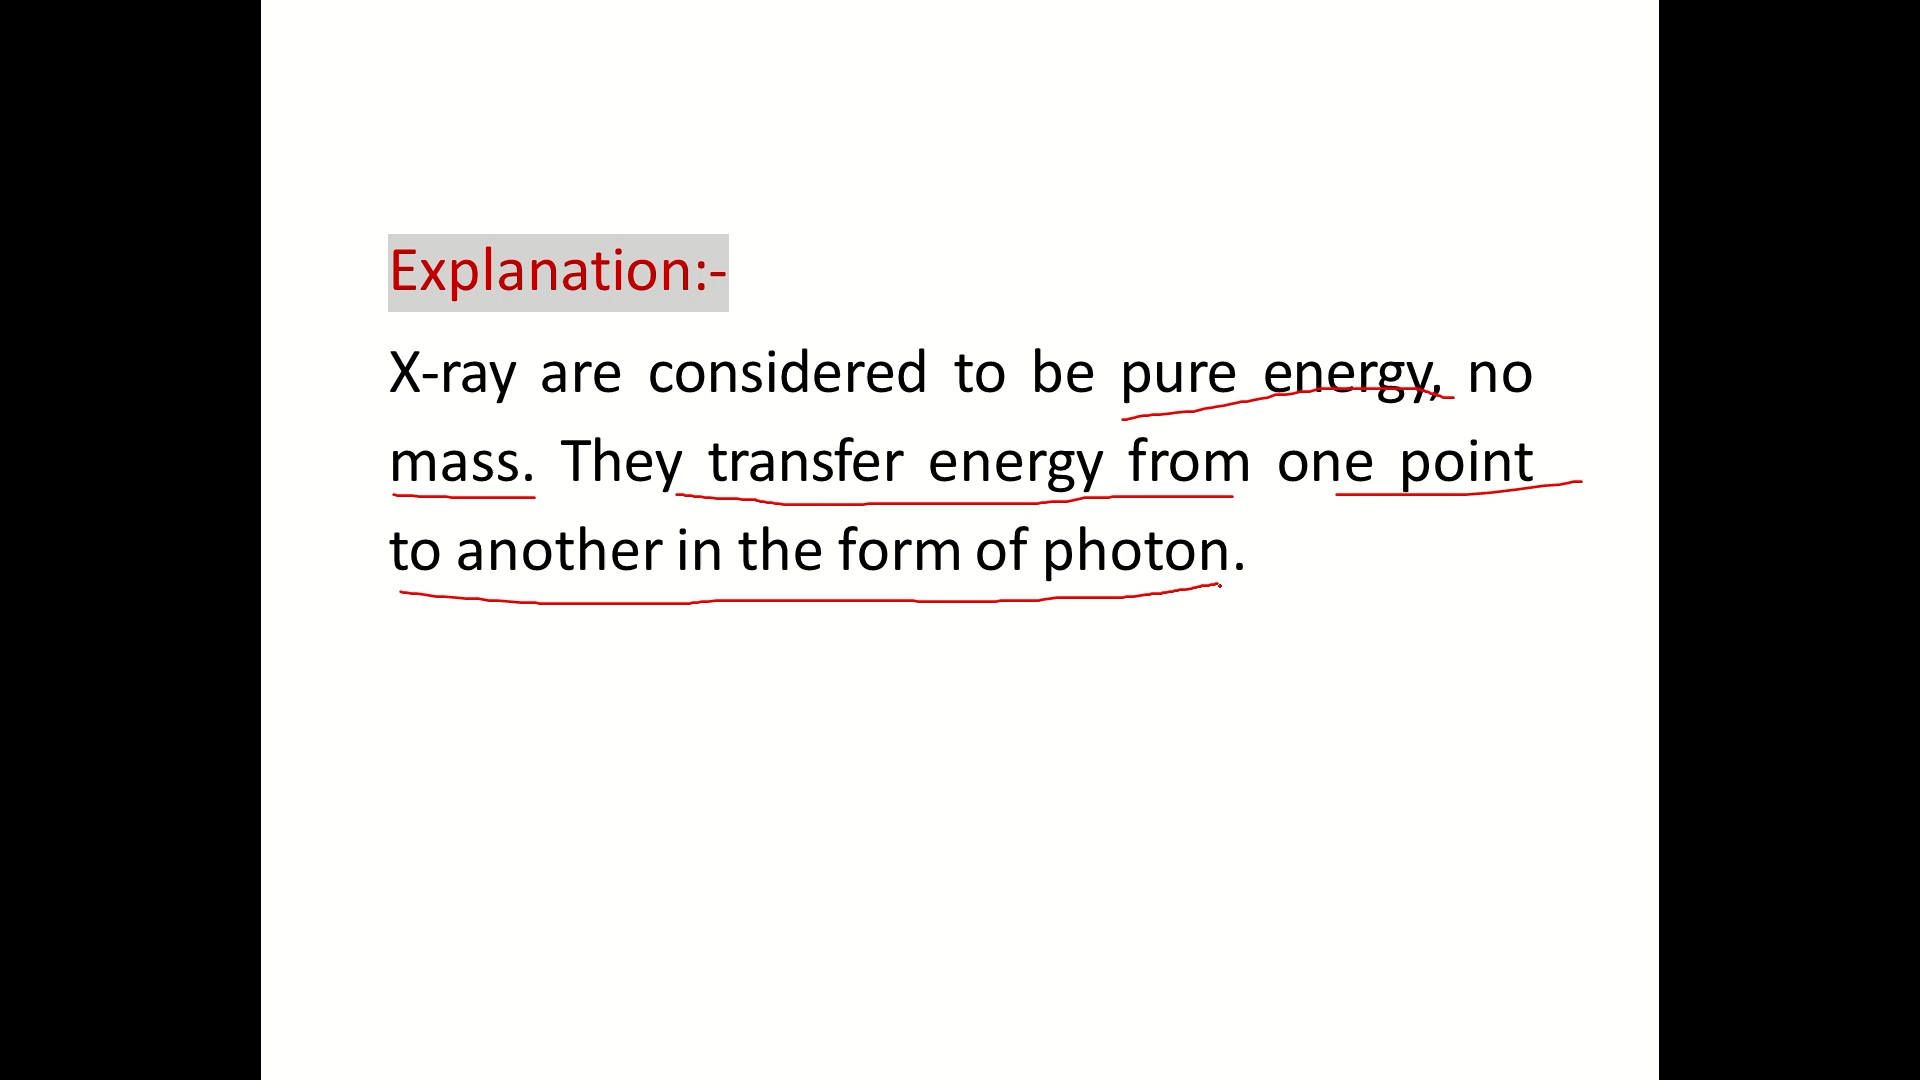 Explanation:-
X-ray are considered to be pure energy, no
mass. They transfer energy from one point
to another in the form of photon.